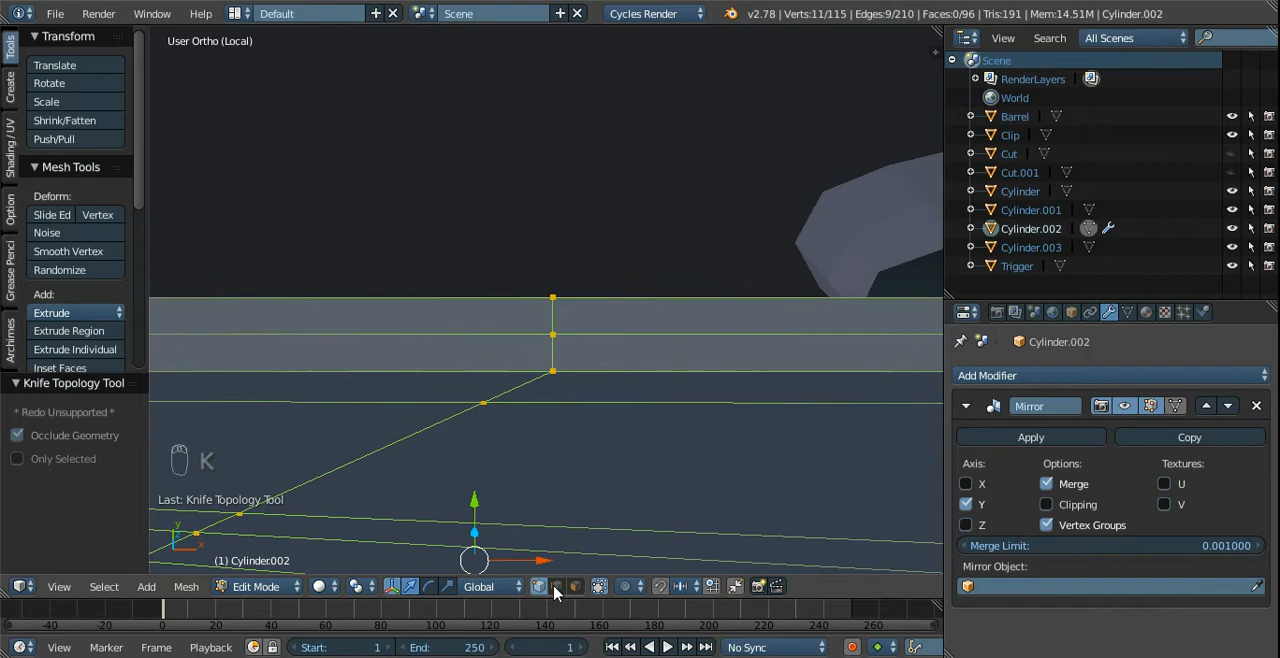 File Render Window Help Default Scene Cycles Render v2.78 | Verts:11/115 | Edges:9/210 | Faces:0/96 | Tris:191 | Mem:14.51M | Cylinder.002
Tools
Create
Shading / UV
Option
Grease Penci
Archimes
Transform
Translate
Rotate
Scale
Shrink/Fatten
Push/Pull
Mesh Tools
Deform:
Slide Ed Vertex
Noise
Smooth Vertex
Randomize
Add:
Extrude
Extrude Region
Extrude Individual
Inset Faces
Knife Topology Tool
* Redo Unsupported *
Occlude Geometry
Only Selected
User Ortho (Local)
K
Last: Knife Topology Tool
y
z
x
(1) Cylinder.002
View Select Add Mesh Edit Mode Global
-40 -20 0 20 40 60 80 100 120 140 160 180 200 220 240 260
View Marker Frame Playback Start: 1 End: 250 1 No Sync
View Search All Scenes
Scene
RenderLayers
World
Barrel
Clip
Cut
Cut.001
Cylinder
Cylinder.001
Cylinder.002
Cylinder.003
Trigger
Cylinder.002
Add Modifier
Mirror
Apply Copy
Axis: Options: Textures:
X Merge U
Y Clipping V
Z Vertex Groups
Merge Limit: 0.001000
Mirror Object: